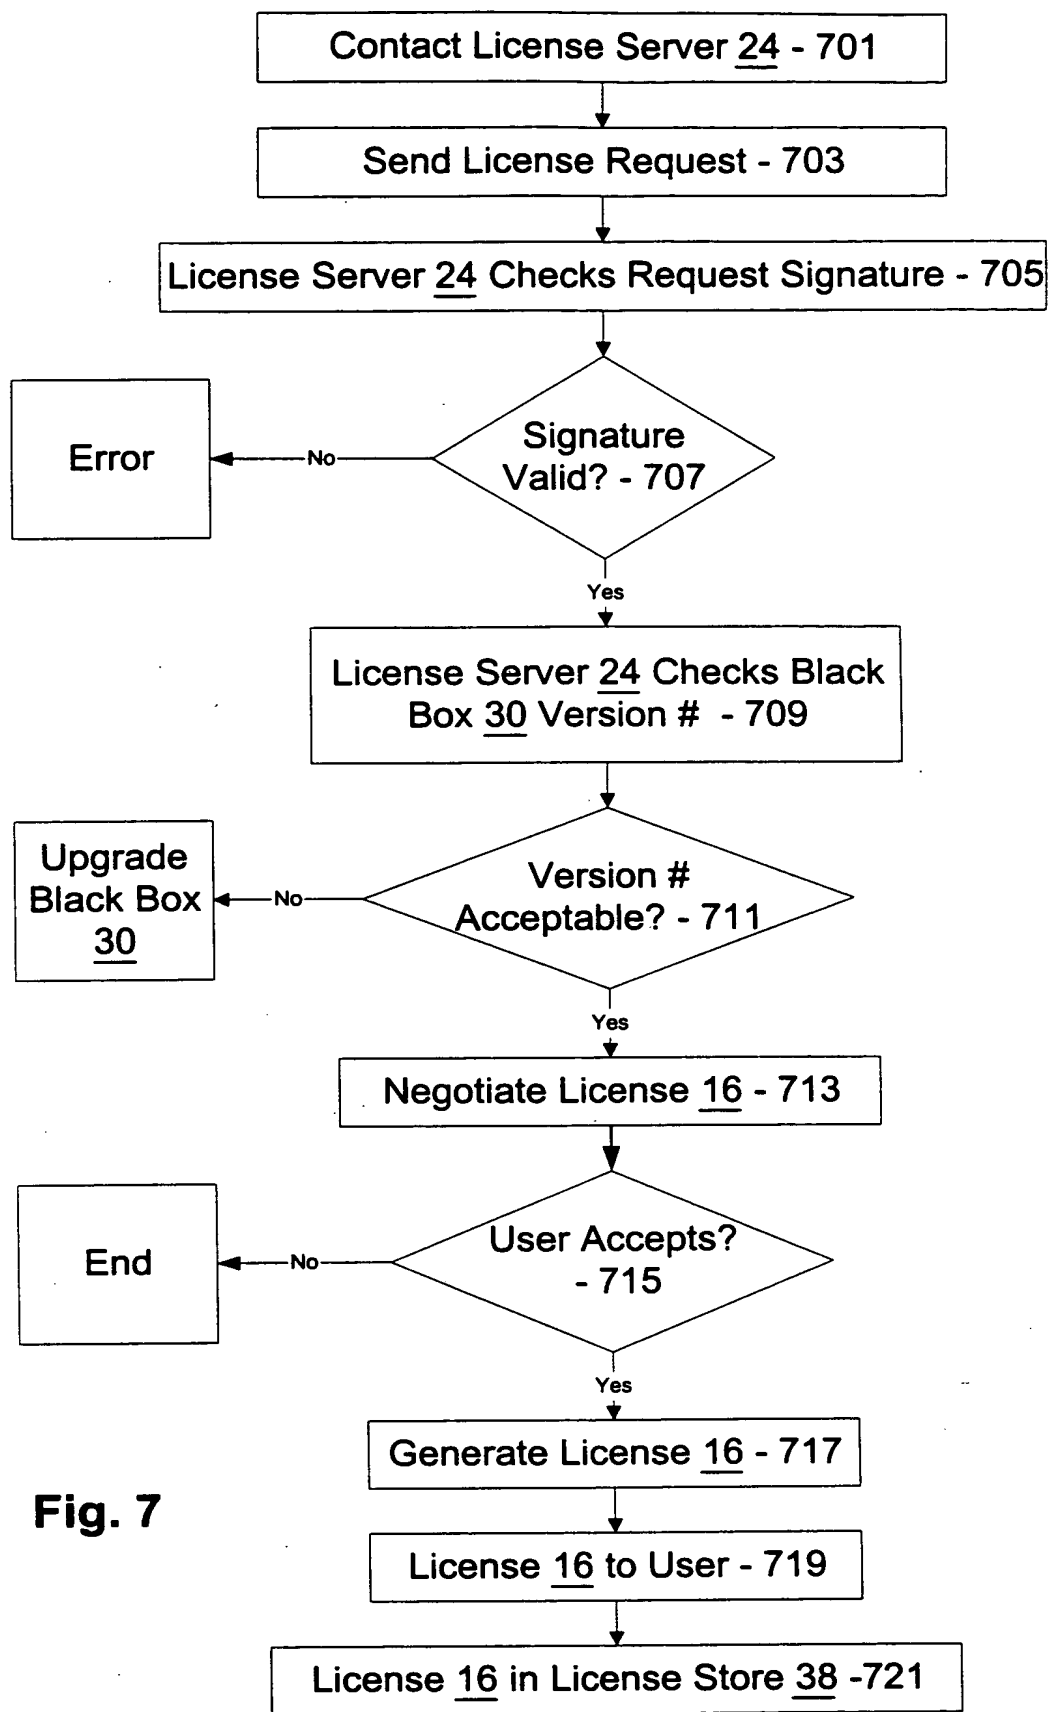 Contact License Server 24 - 701
Send License Request - 703
License Server 24 Checks Request Signature - 705
Signature
Valid? - 707
No
Error
Yes
License Server 24 Checks Black
Box 30 Version # - 709
Version #
Acceptable? - 711
No
Upgrade
Black Box
30
Yes
Negotiate License 16 - 713
User Accepts?
- 715
No
End
Yes
Generate License 16 - 717
Fig. 7
License 16 to User - 719
License 16 in License Store 38 -721